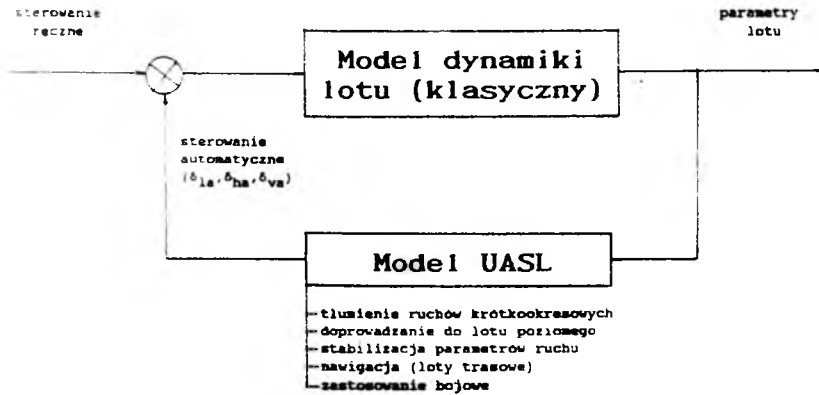 sterowanie
ręczne
parametry
lotu
Model dynamiki
lotu (klasyczny)
sterowanie
automatyczne
(δla,δha,δva)
Model UASL
tłumienie ruchów krótkookresowych
doprowadzanie do lotu poziomego
stabilizacja parametrów ruchu
nawigacja (loty trasowe)
zastosowanie bojowe